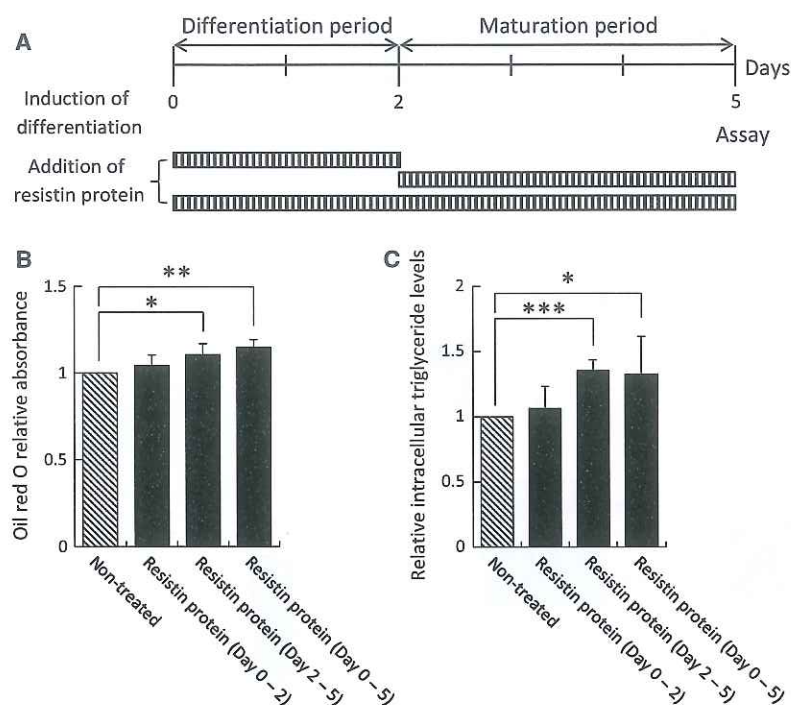 A
Differentiation period
Maturation period
Days
0
2
5
Induction of
differentiation
Assay
Addition of
resistin protein
B
Oil red O relative absorbance
1.5
1
0.5
0
**
*
Non-treated
Resistin protein (Day 0 – 2)
Resistin protein (Day 2 – 5)
Resistin protein (Day 0 – 5)
C
Relative intracellular triglyceride levels
2
1.5
1
0.5
0
*
***
Non-treated
Resistin protein (Day 0 – 2)
Resistin protein (Day 2 – 5)
Resistin protein (Day 0 – 5)